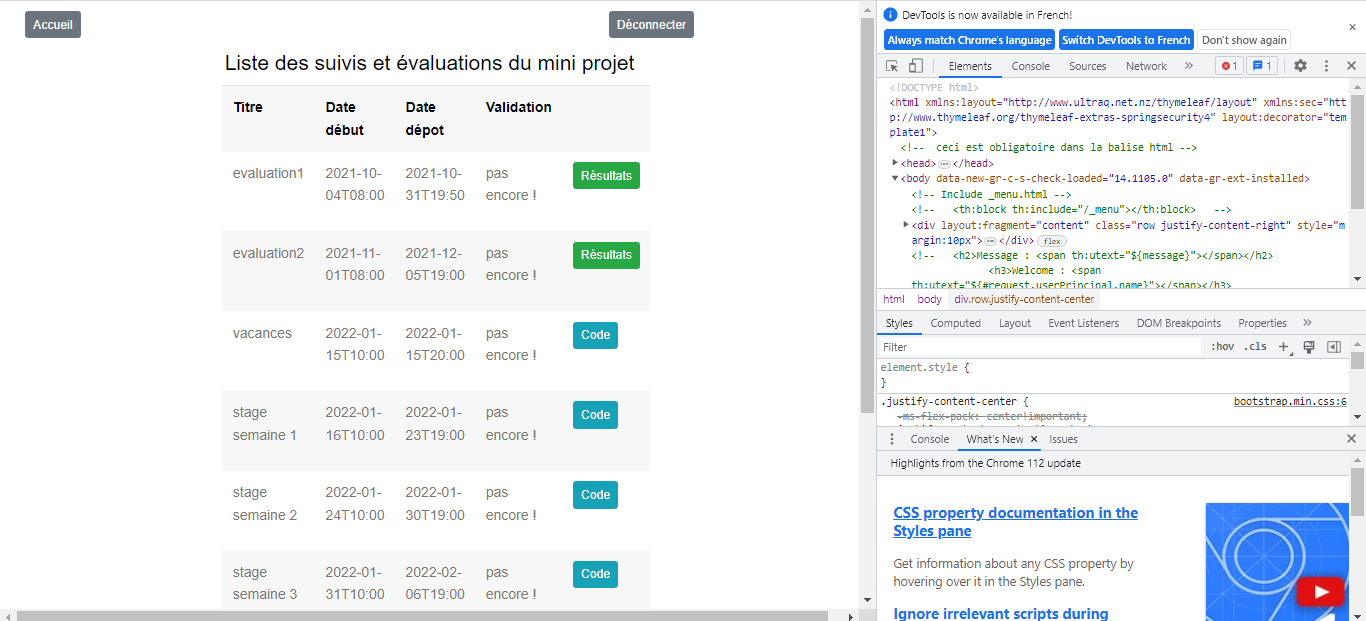 Accueil
Déconnecter
Liste des suivis et évaluations du mini projet
Titre Date début Date dépot Validation
evaluation1 2021-10-04T08:00 2021-10-31T19:50 pas encore ! Résultats
evaluation2 2021-11-01T08:00 2021-12-05T19:00 pas encore ! Résultats
vacances 2022-01-15T10:00 2022-01-15T20:00 pas encore ! Code
stage semaine 1 2022-01-16T10:00 2022-01-23T19:00 pas encore ! Code
stage semaine 2 2022-01-24T10:00 2022-01-30T19:00 pas encore ! Code
stage semaine 3 2022-01-31T10:00 2022-02-06T19:00 pas encore ! Code
DevTools is now available in French!
Always match Chrome's language Switch DevTools to French Don't show again
Elements Console Sources Network » 1 1
<!DOCTYPE html>
<html xmlns:layout="http://www.ultraq.net.nz/thymeleaf/layout" xmlns:sec="htt
p://www.thymeleaf.org/thymeleaf-extras-springsecurity4" layout:decorator="tem
plate1">
<!-- ceci est obligatoire dans la balise html -->
<head> … </head>
<body data-new-gr-c-s-check-loaded="14.1105.0" data-gr-ext-installed>
<!-- Include _menu.html -->
<!-- <th:block th:include="/_menu"></th:block> -->
<div layout:fragment="content" class="row justify-content-right" style="m
argin:10px"> … </div> flex
<!-- <h2>Message : <span th:utext="${message}"></span></h2>
<h3>Welcome : <span
th:utext="${#request.userPrincipal.name}"></span></h3>
html body div.row.justify-content-center
Styles Computed Layout Event Listeners DOM Breakpoints Properties »
Filter :hov .cls +
element.style {
}
.justify-content-center { bootstrap.min.css:6
-ms-flex-pack: center!important;
Console What's New × Issues
Highlights from the Chrome 112 update
CSS property documentation in the
Styles pane
Get information about any CSS property by
hovering over it in the Styles pane.
Ignore irrelevant scripts during